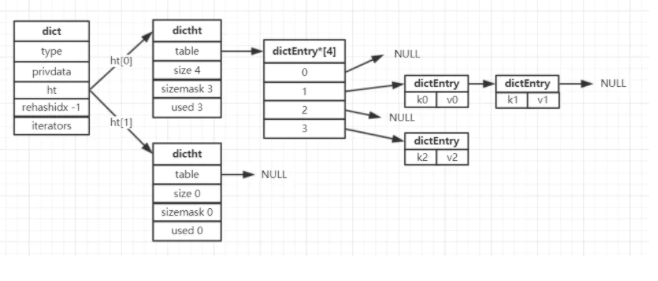 dict
type
privdata
ht
rehashidx -1
iterators
ht[0]
ht[1]
dictht
table
size 4
sizemask 3
used 3
dictht
table
size 0
sizemask 0
used 0
NULL
dictEntry*[4]
0
1
2
3
NULL
dictEntry
k0 v0
dictEntry
k1 v1
NULL
NULL
dictEntry
k2 v2